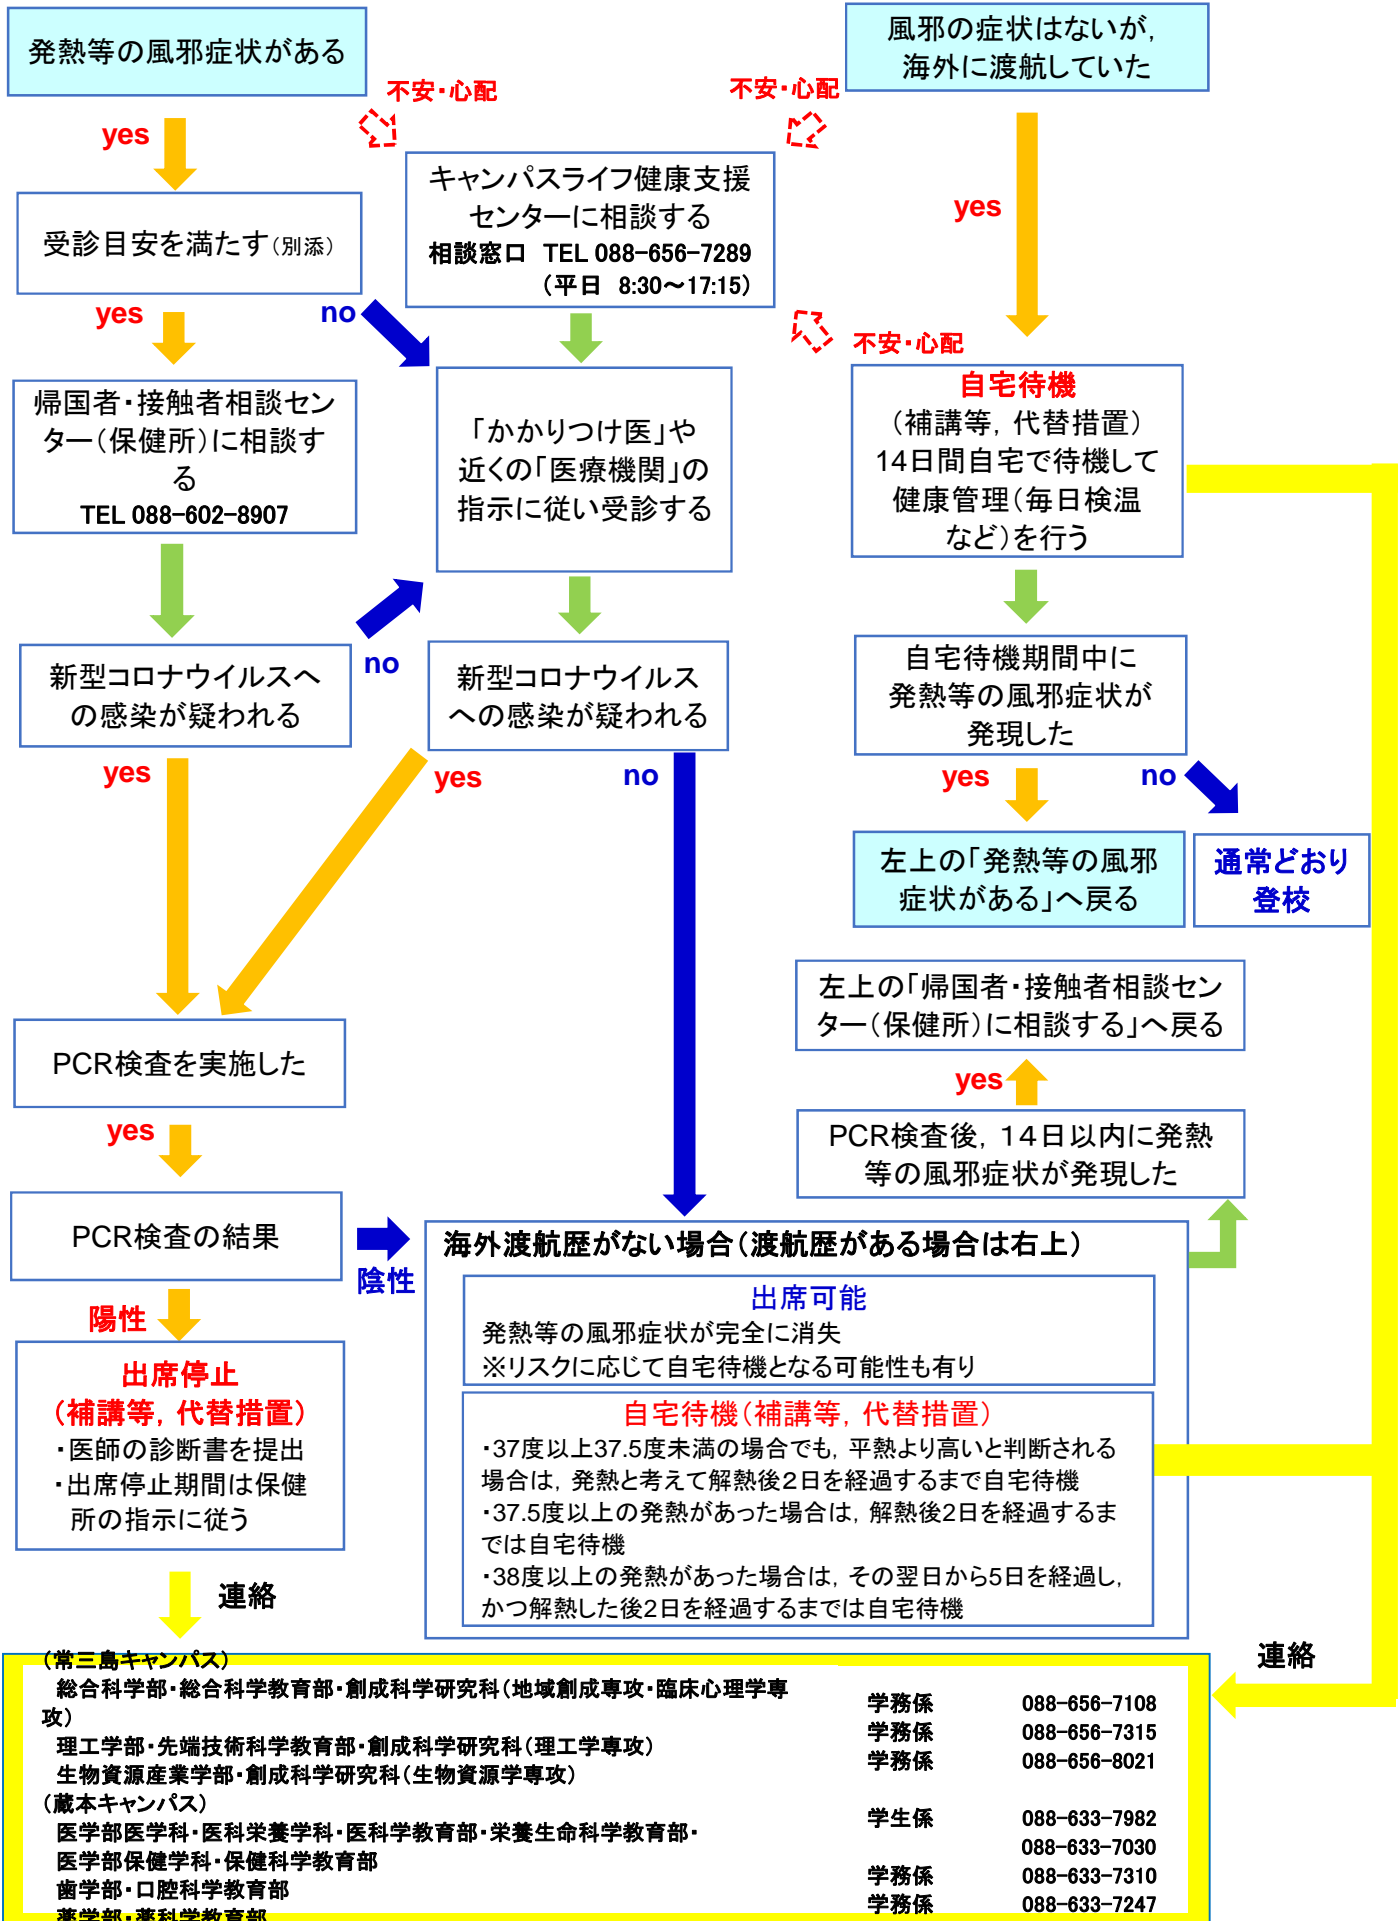 発熱等の風邪症状がある
風邪の症状はないが，
海外に渡航していた
不安・心配
不安・心配
yes
キャンパスライフ健康支援
センターに相談する
相談窓口　TEL 088-656-7289
（平日　8:30～17:15）
yes
受診目安を満たす（別添）
yes
no
不安・心配
帰国者・接触者相談セン
ター（保健所）に相談す
る
TEL 088-602-8907
「かかりつけ医」や
近くの「医療機関」の
指示に従い受診する
自宅待機
（補講等，代替措置）
14日間自宅で待機して
健康管理（毎日検温
など）を行う
no
新型コロナウイルスへ
の感染が疑われる
新型コロナウイルス
への感染が疑われる
自宅待機期間中に
発熱等の風邪症状が
発現した
yes
yes
no
yes
no
左上の「発熱等の風邪
症状がある」へ戻る
通常どおり
登校
左上の「帰国者・接触者相談セン
ター（保健所）に相談する」へ戻る
PCR検査を実施した
yes
yes
PCR検査後，14日以内に発熱
等の風邪症状が発現した
PCR検査の結果
陰性
陽性
海外渡航歴がない場合（渡航歴がある場合は右上）
出席可能
発熱等の風邪症状が完全に消失
※リスクに応じて自宅待機となる可能性も有り
出席停止
（補講等，代替措置）
・医師の診断書を提出
・出席停止期間は保健
所の指示に従う
自宅待機（補講等，代替措置）
・37度以上37.5度未満の場合でも，平熱より高いと判断される
場合は，発熱と考えて解熱後2日を経過するまで自宅待機
・37.5度以上の発熱があった場合は，解熱後2日を経過するま
では自宅待機
・38度以上の発熱があった場合は，その翌日から5日を経過し，
かつ解熱した後2日を経過するまでは自宅待機
連絡
連絡
（常三島キャンパス）
総合科学部・総合科学教育部・創成科学研究科（地域創成専攻・臨床心理学専
攻）
理工学部・先端技術科学教育部・創成科学研究科（理工学専攻）
生物資源産業学部・創成科学研究科（生物資源学専攻）
（蔵本キャンパス）
医学部医学科・医科栄養学科・医科学教育部・栄養生命科学教育部・
医学部保健学科・保健科学教育部
歯学部・口腔科学教育部
薬学部・薬科学教育部
学務係　088-656-7108
学務係　088-656-7315
学務係　088-656-8021
学生係　088-633-7982
088-633-7030
学務係　088-633-7310
学務係　088-633-7247